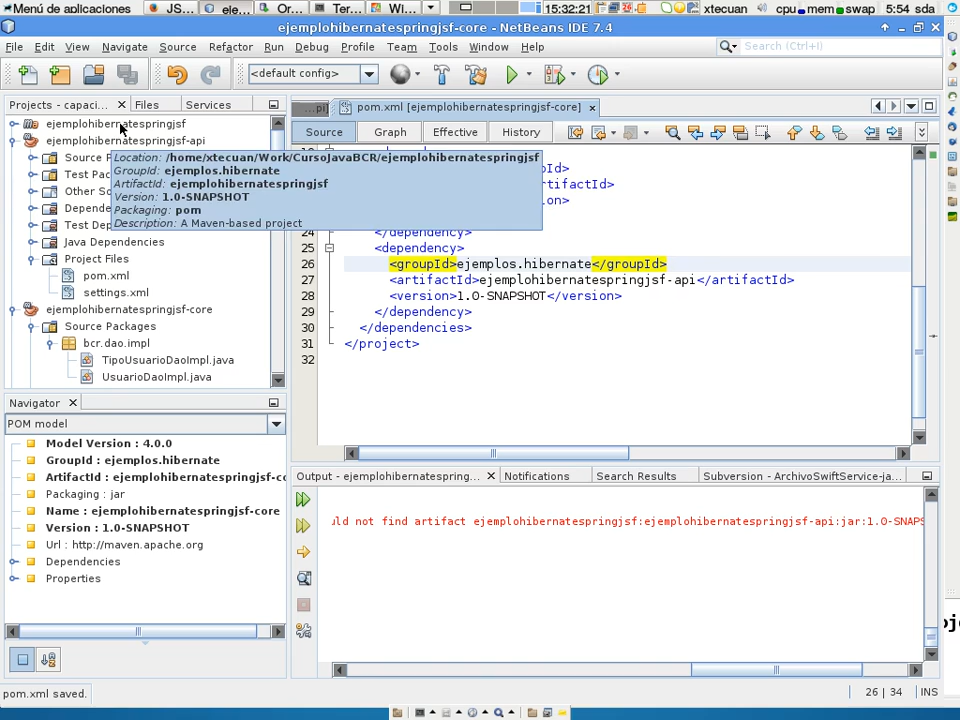 Menú de aplicaciones JS... ele... Or... Ter... Wi... 15:32:21 xtecuan cpu mem swap 5:54 sda
ejemplohibernatespringjsf-core - NetBeans IDE 7.4
File Edit View Navigate Source Refactor Run Debug Profile Team Tools Window Help Search (Ctrl+I)
<default config>
Projects - capaci... Files Services
...pi] pom.xml [ejemplohibernatespringjsf-core]
Source Graph Effective History
ejemplohibernatespringjsf
ejemplohibernatespringjsf-api
Source P
Test Pac
Other So
Depende
Test Dep
Java Dependencies
Project Files
pom.xml
settings.xml
ejemplohibernatespringjsf-core
Source Packages
bcr.dao.impl
TipoUsuarioDaoImpl.java
UsuarioDaoImpl.java
Location: /home/xtecuan/Work/CursoJavaBCR/ejemplohibernatespringjsf
GroupId: ejemplos.hibernate
ArtifactId: ejemplohibernatespringjsf
Version: 1.0-SNAPSHOT
Packaging: pom
Description: A Maven-based project
Id>
rtifactId>
on>
24 </dependency>
25 <dependency>
26 <groupId>ejemplos.hibernate</groupId>
27 <artifactId>ejemplohibernatespringjsf-api</artifactId>
28 <version>1.0-SNAPSHOT</version>
29 </dependency>
30 </dependencies>
31 </project>
32
Navigator
POM model
Model Version : 4.0.0
GroupId : ejemplos.hibernate
ArtifactId : ejemplohibernatespringjsf-cc
Packaging : jar
Name : ejemplohibernatespringjsf-core
Version : 1.0-SNAPSHOT
Url : http://maven.apache.org
Dependencies
Properties
Output - ejemplohibernatespring... Notifications Search Results Subversion - ArchivoSwiftService-ja...
uld not find artifact ejemplohibernatespringjsf:ejemplohibernatespringjsf-api:jar:1.0-SNAPS
pom.xml saved.
26 | 34 INS